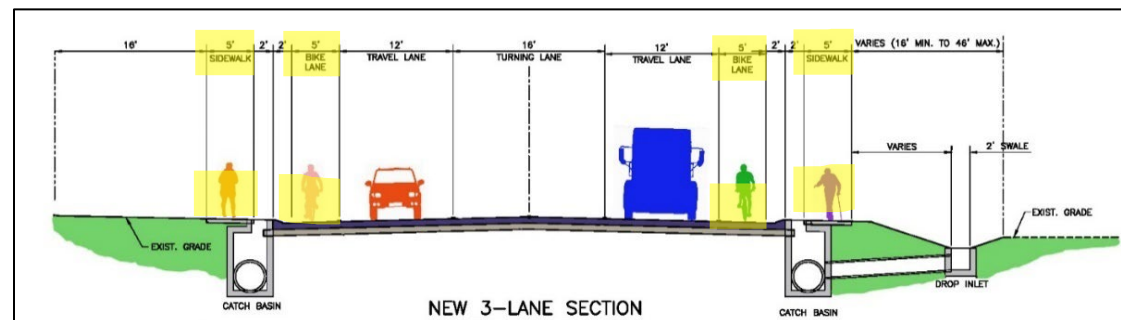 16' 5' 2' 5' 12' 16' 12' 5' 2' 2' 5' VARIES (16' MIN. TO 46' MAX.)
SIDEWALK BIKE LANE TRAVEL LANE TURNING LANE TRAVEL LANE BIKE LANE SIDEWALK
VARIES 2' SWALE
EXIST. GRADE EXIST. GRADE
DROP INLET
CATCH BASIN NEW 3-LANE SECTION CATCH BASIN